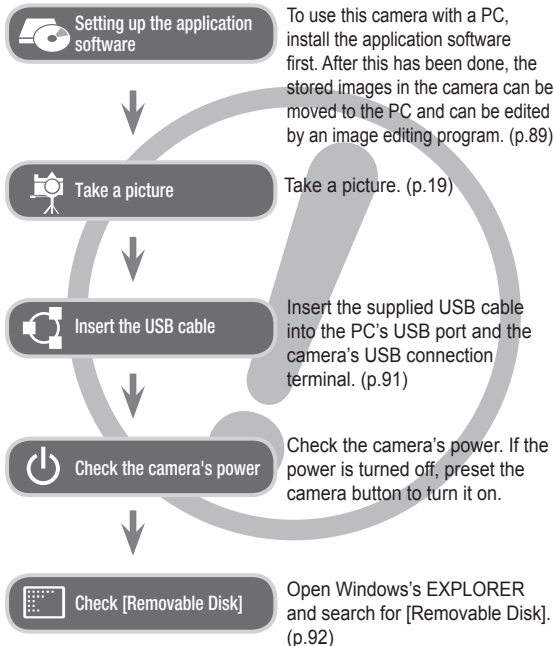 Setting up the application
software
To use this camera with a PC,
install the application software
first. After this has been done, the
stored images in the camera can be
moved to the PC and can be edited
by an image editing program. (p.89)
Take a picture
Take a picture. (p.19)
Insert the USB cable
Insert the supplied USB cable
into the PC's USB port and the
camera's USB connection
terminal. (p.91)
Check the camera's power
Check the camera's power. If the
power is turned off, preset the
camera button to turn it on.
Check [Removable Disk]
Open Windows's EXPLORER
and search for [Removable Disk].
(p.92)